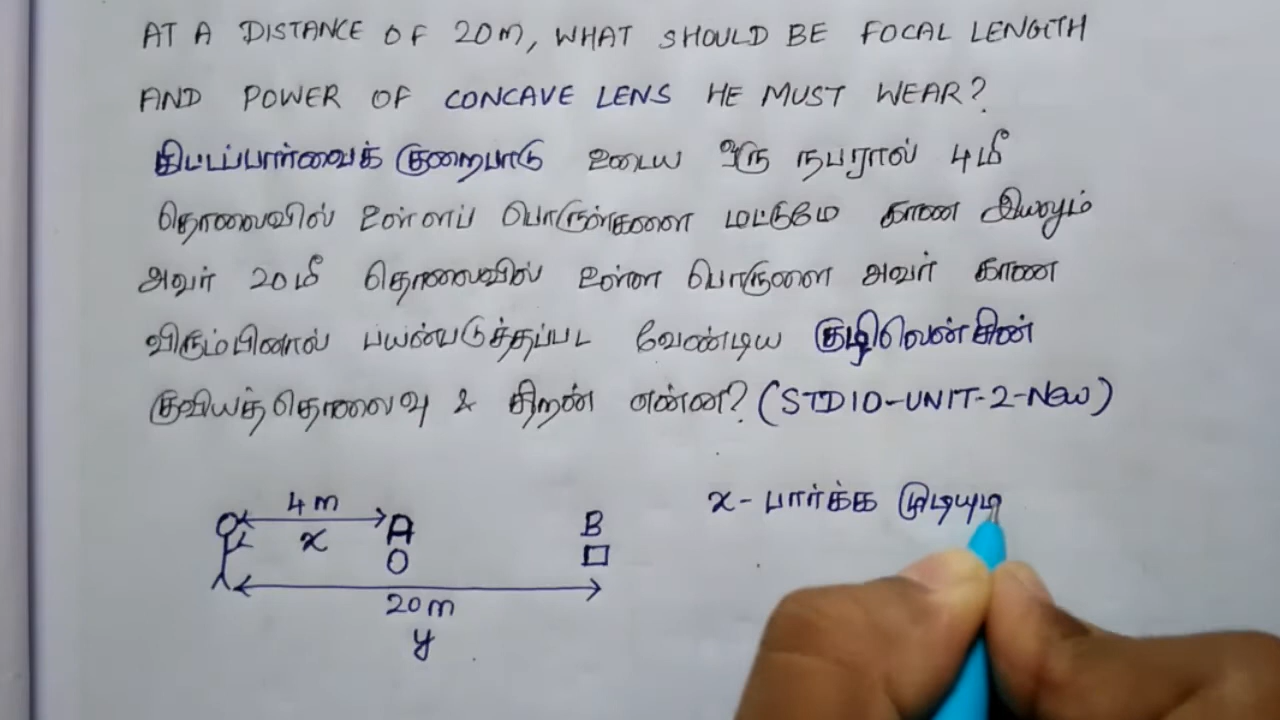 AT A DISTANCE OF 20m, WHAT SHOULD BE FOCAL LENGTH
AND POWER OF CONCAVE LENS HE MUST WEAR?
கிட்டப்பார்வைக் குறைபாடு உடைய ஒரு நபரால் 4மீ
தொலைவில் உள்ளப் பொருள்களை மட்டுமே காண இயலும்
அவர் 20மீ தொலைவில் உள்ள பொருளை அவர் காண
விரும்பினால் பயன்படுத்தப்பட வேண்டிய குழிலென்சின்
குவியத்தொலைவு & திறன் என்ன? (STD10-UNIT-2-New)
4m
x
A
O
B
20m
y
x - பார்க்க முடியு